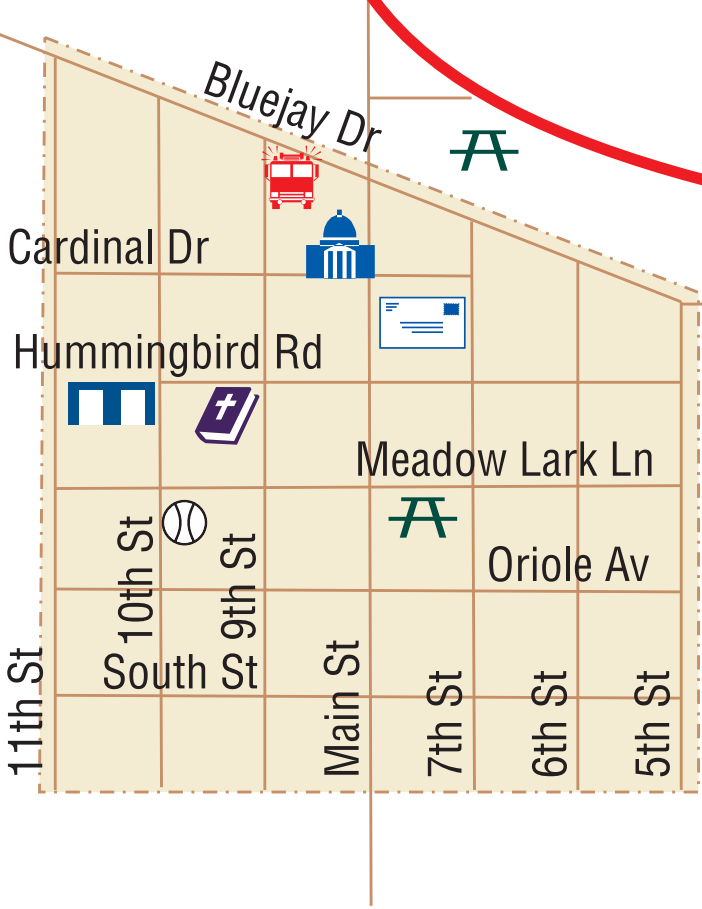 Bluejay Dr
Cardinal Dr
Hummingbird Rd
Meadow Lark Ln
Oriole Av
10th St
9th St
South St
11th St
Main St
7th St
6th St
5th St